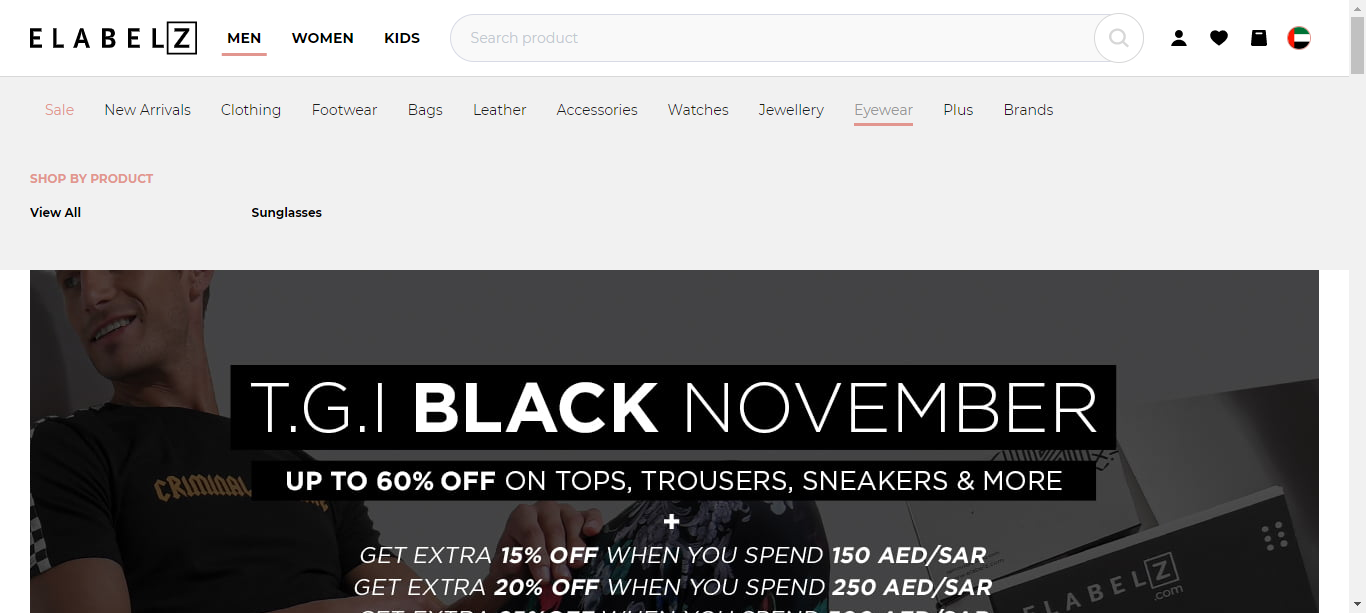 ELABELZ MEN WOMEN KIDS Search product
Sale New Arrivals Clothing Footwear Bags Leather Accessories Watches Jewellery Eyewear Plus Brands
SHOP BY PRODUCT
View All Sunglasses
T.G.I BLACK NOVEMBER
UP TO 60% OFF ON TOPS, TROUSERS, SNEAKERS & MORE
CRIMINAL
+
GET EXTRA 15% OFF WHEN YOU SPEND 150 AED/SAR
GET EXTRA 20% OFF WHEN YOU SPEND 250 AED/SAR
ELABELZ
.com